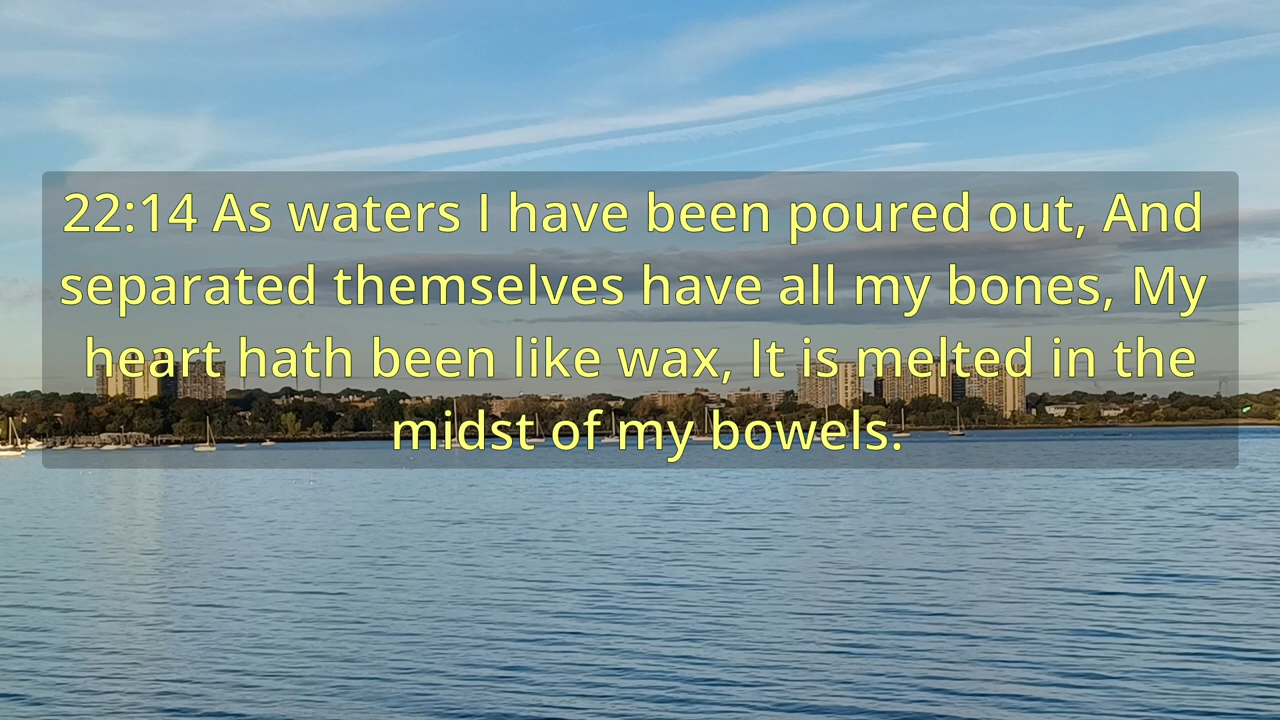 22:14 As waters I have been poured out, And
separated themselves have all my bones, My
heart hath been like wax, It is melted in the
midst of my bowels.